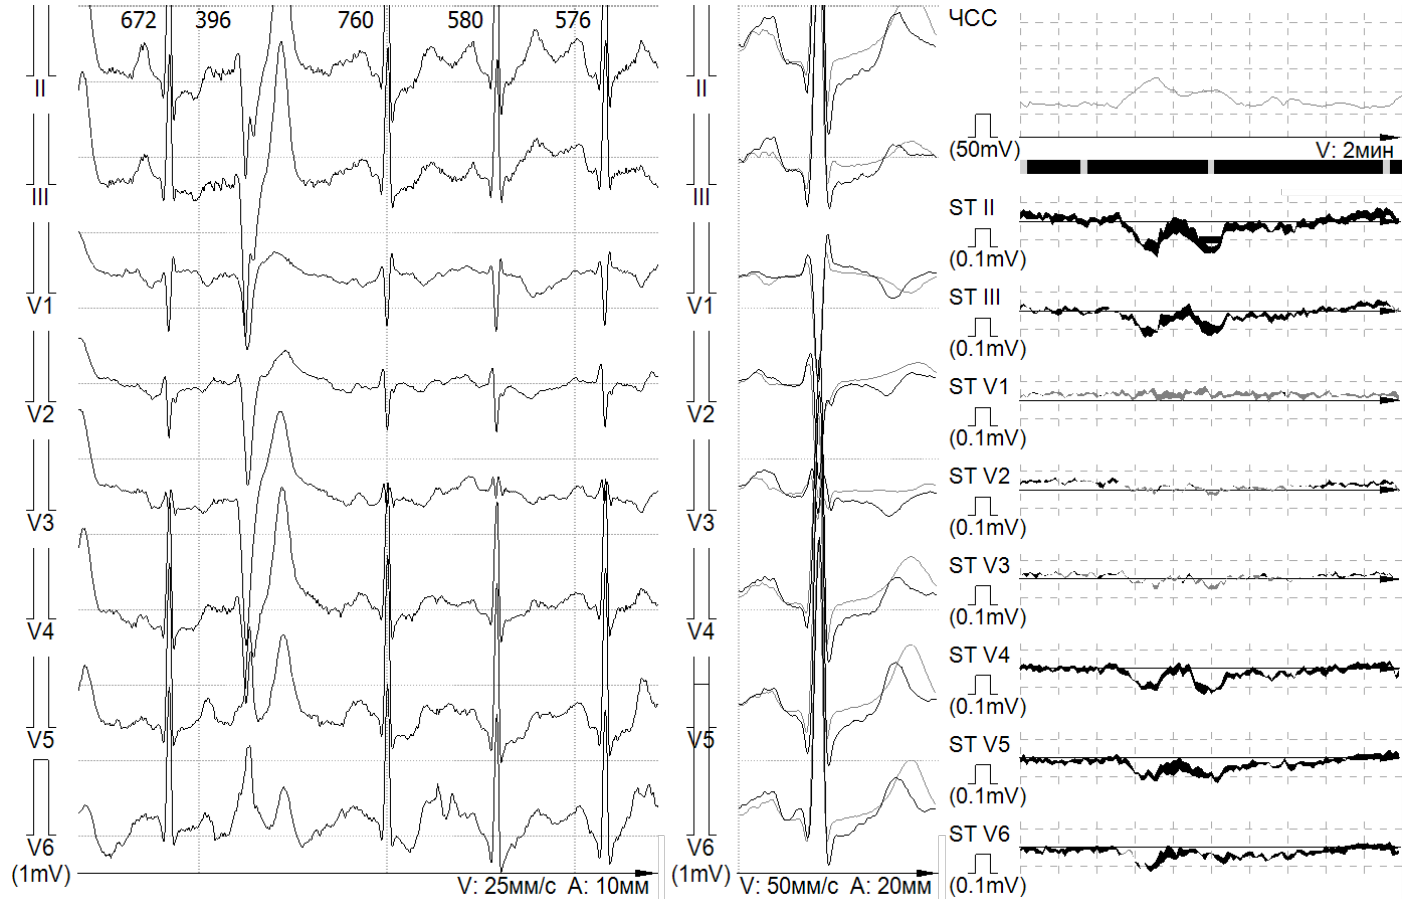 672 396 760 580 576
II
III
V1
V2
V3
V4
V5
V6
(1mV)
V: 25мм/с A: 10мм
II
III
V1
V2
V3
V4
V5
V6
(1mV)
V: 50мм/с A: 20мм
ЧСС
(50mV)
V: 2мин
ST II
(0.1mV)
ST III
(0.1mV)
ST V1
(0.1mV)
ST V2
(0.1mV)
ST V3
(0.1mV)
ST V4
(0.1mV)
ST V5
(0.1mV)
ST V6
(0.1mV)